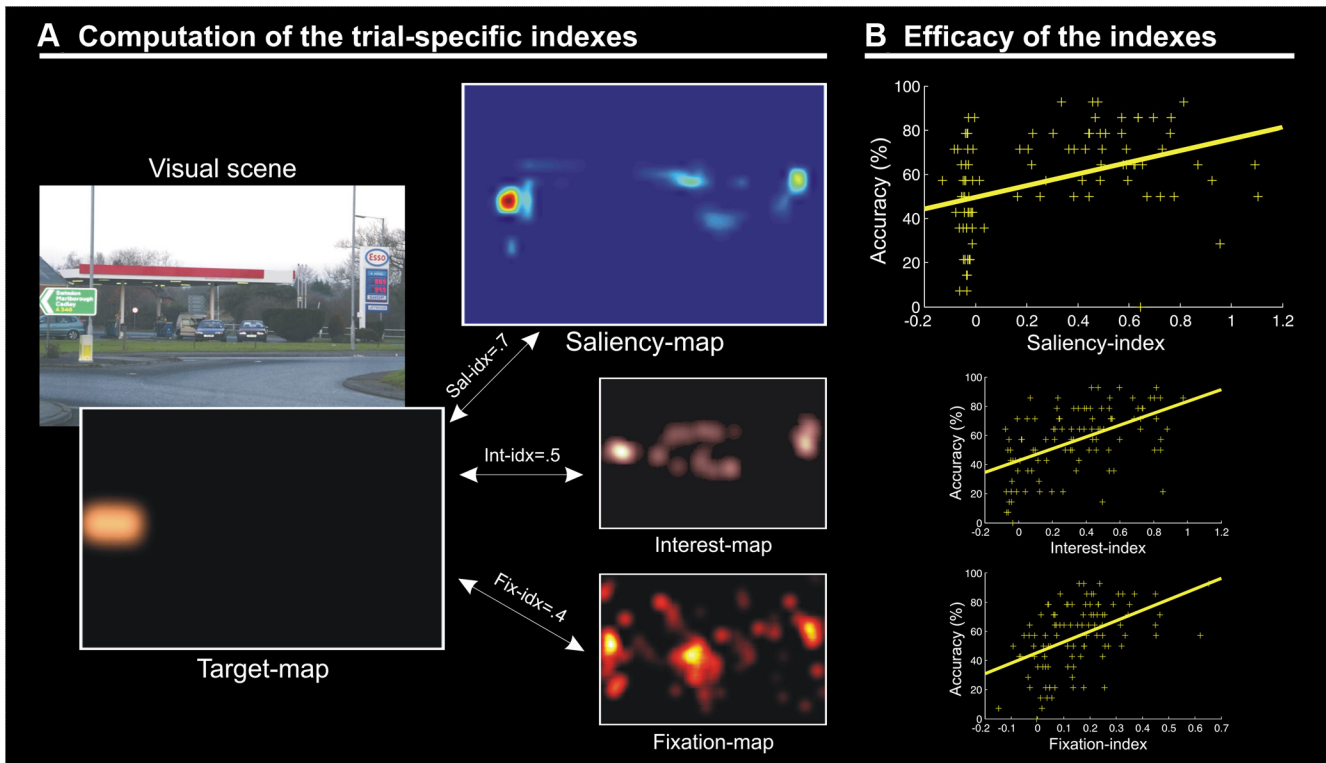 A Computation of the trial-specific indexes
Visual scene
Esso
Swindon
Marlborough
Cadley
A 346
Saliency-map
Sal-idx=.7
Int-idx=.5
Interest-map
Fix-idx=.4
Target-map
Fixation-map
B Efficacy of the indexes
Accuracy (%)
100
80
60
40
20
0
-0.2 0 0.2 0.4 0.6 0.8 1 1.2
Saliency-index
Accuracy (%)
100
80
60
40
20
0
-0.2 0 0.2 0.4 0.6 0.8 1 1.2
Interest-index
Accuracy (%)
100
80
60
40
20
0
-0.2 -0.1 0 0.1 0.2 0.3 0.4 0.5 0.6 0.7
Fixation-index